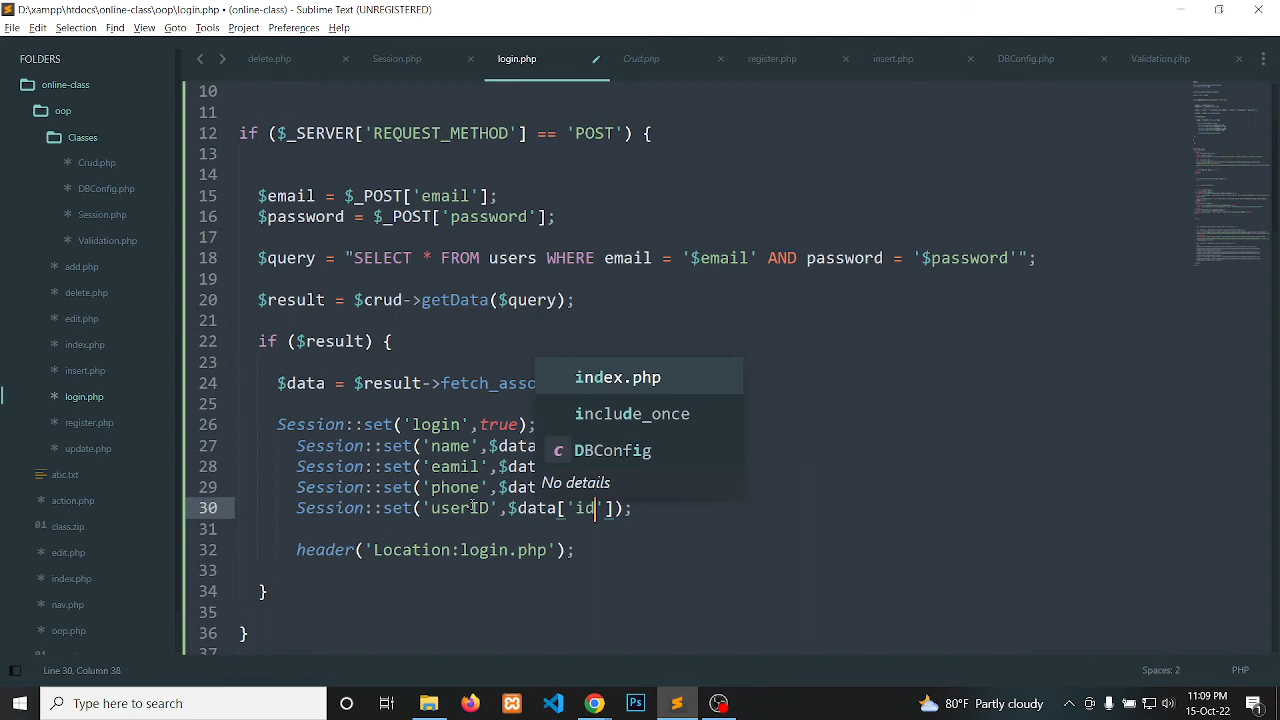 D:\xampp\htdocs\online-class\oop\login.php • (online-class) - Sublime Text (UNREGISTERED)
File Edit Selection Find View Goto Tools Project Preferences Help
FOLDERS
online-class
oop
Casses
Crud.php
DBConfig.php
Session.php
Validation.php
add.php
delete.php
edit.php
index.php
insert.php
login.php
register.php
update.php
abc.txt
action.php
class.zip
edit.php
index.php
nav.php
oop.php
delete.php Session.php login.php Crud.php register.php insert.php DBConfig.php Validation.php
10
11
12 if ($_SERVER['REQUEST_METHOD'] == 'POST') {
13
14
15 $email = $_POST['email'];
16 $password = $_POST['password'];
17
18 $query = "SELECT * FROM users WHERE email = '$email' AND password = '$password'";
19
20 $result = $crud->getData($query);
21
22 if ($result) {
23
24 $data = $result->fetch_asso
25
26 Session::set('login',true);
27 Session::set('name',$data
28 Session::set('eamil',$dat
29 Session::set('phone',$dat
30 Session::set('userID',$data['id']);
31
32 header('Location:login.php');
33
34 }
35
36 }
37
index.php
include_once
c DBConfig
No details
Line 30, Column 38 Spaces: 2 PHP
Type here to search
80°F Partly cloudy
11:09 PM
15-Oct-22